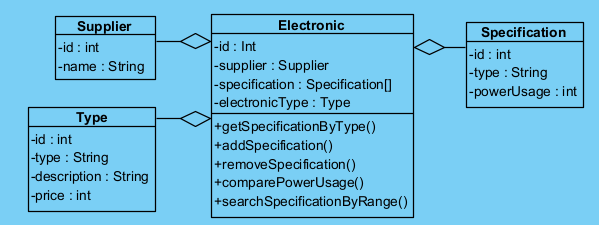 Supplier
-id : int
-name : String
Type
-id : int
-type : String
-description : String
-price : int
Electronic
-id : Int
-supplier : Supplier
-specification : Specification[]
-electronicType : Type
+getSpecificationByType()
+addSpecification()
+removeSpecification()
+comparePowerUsage()
+searchSpecificationByRange()
Specification
-id : int
-type : String
-powerUsage : int